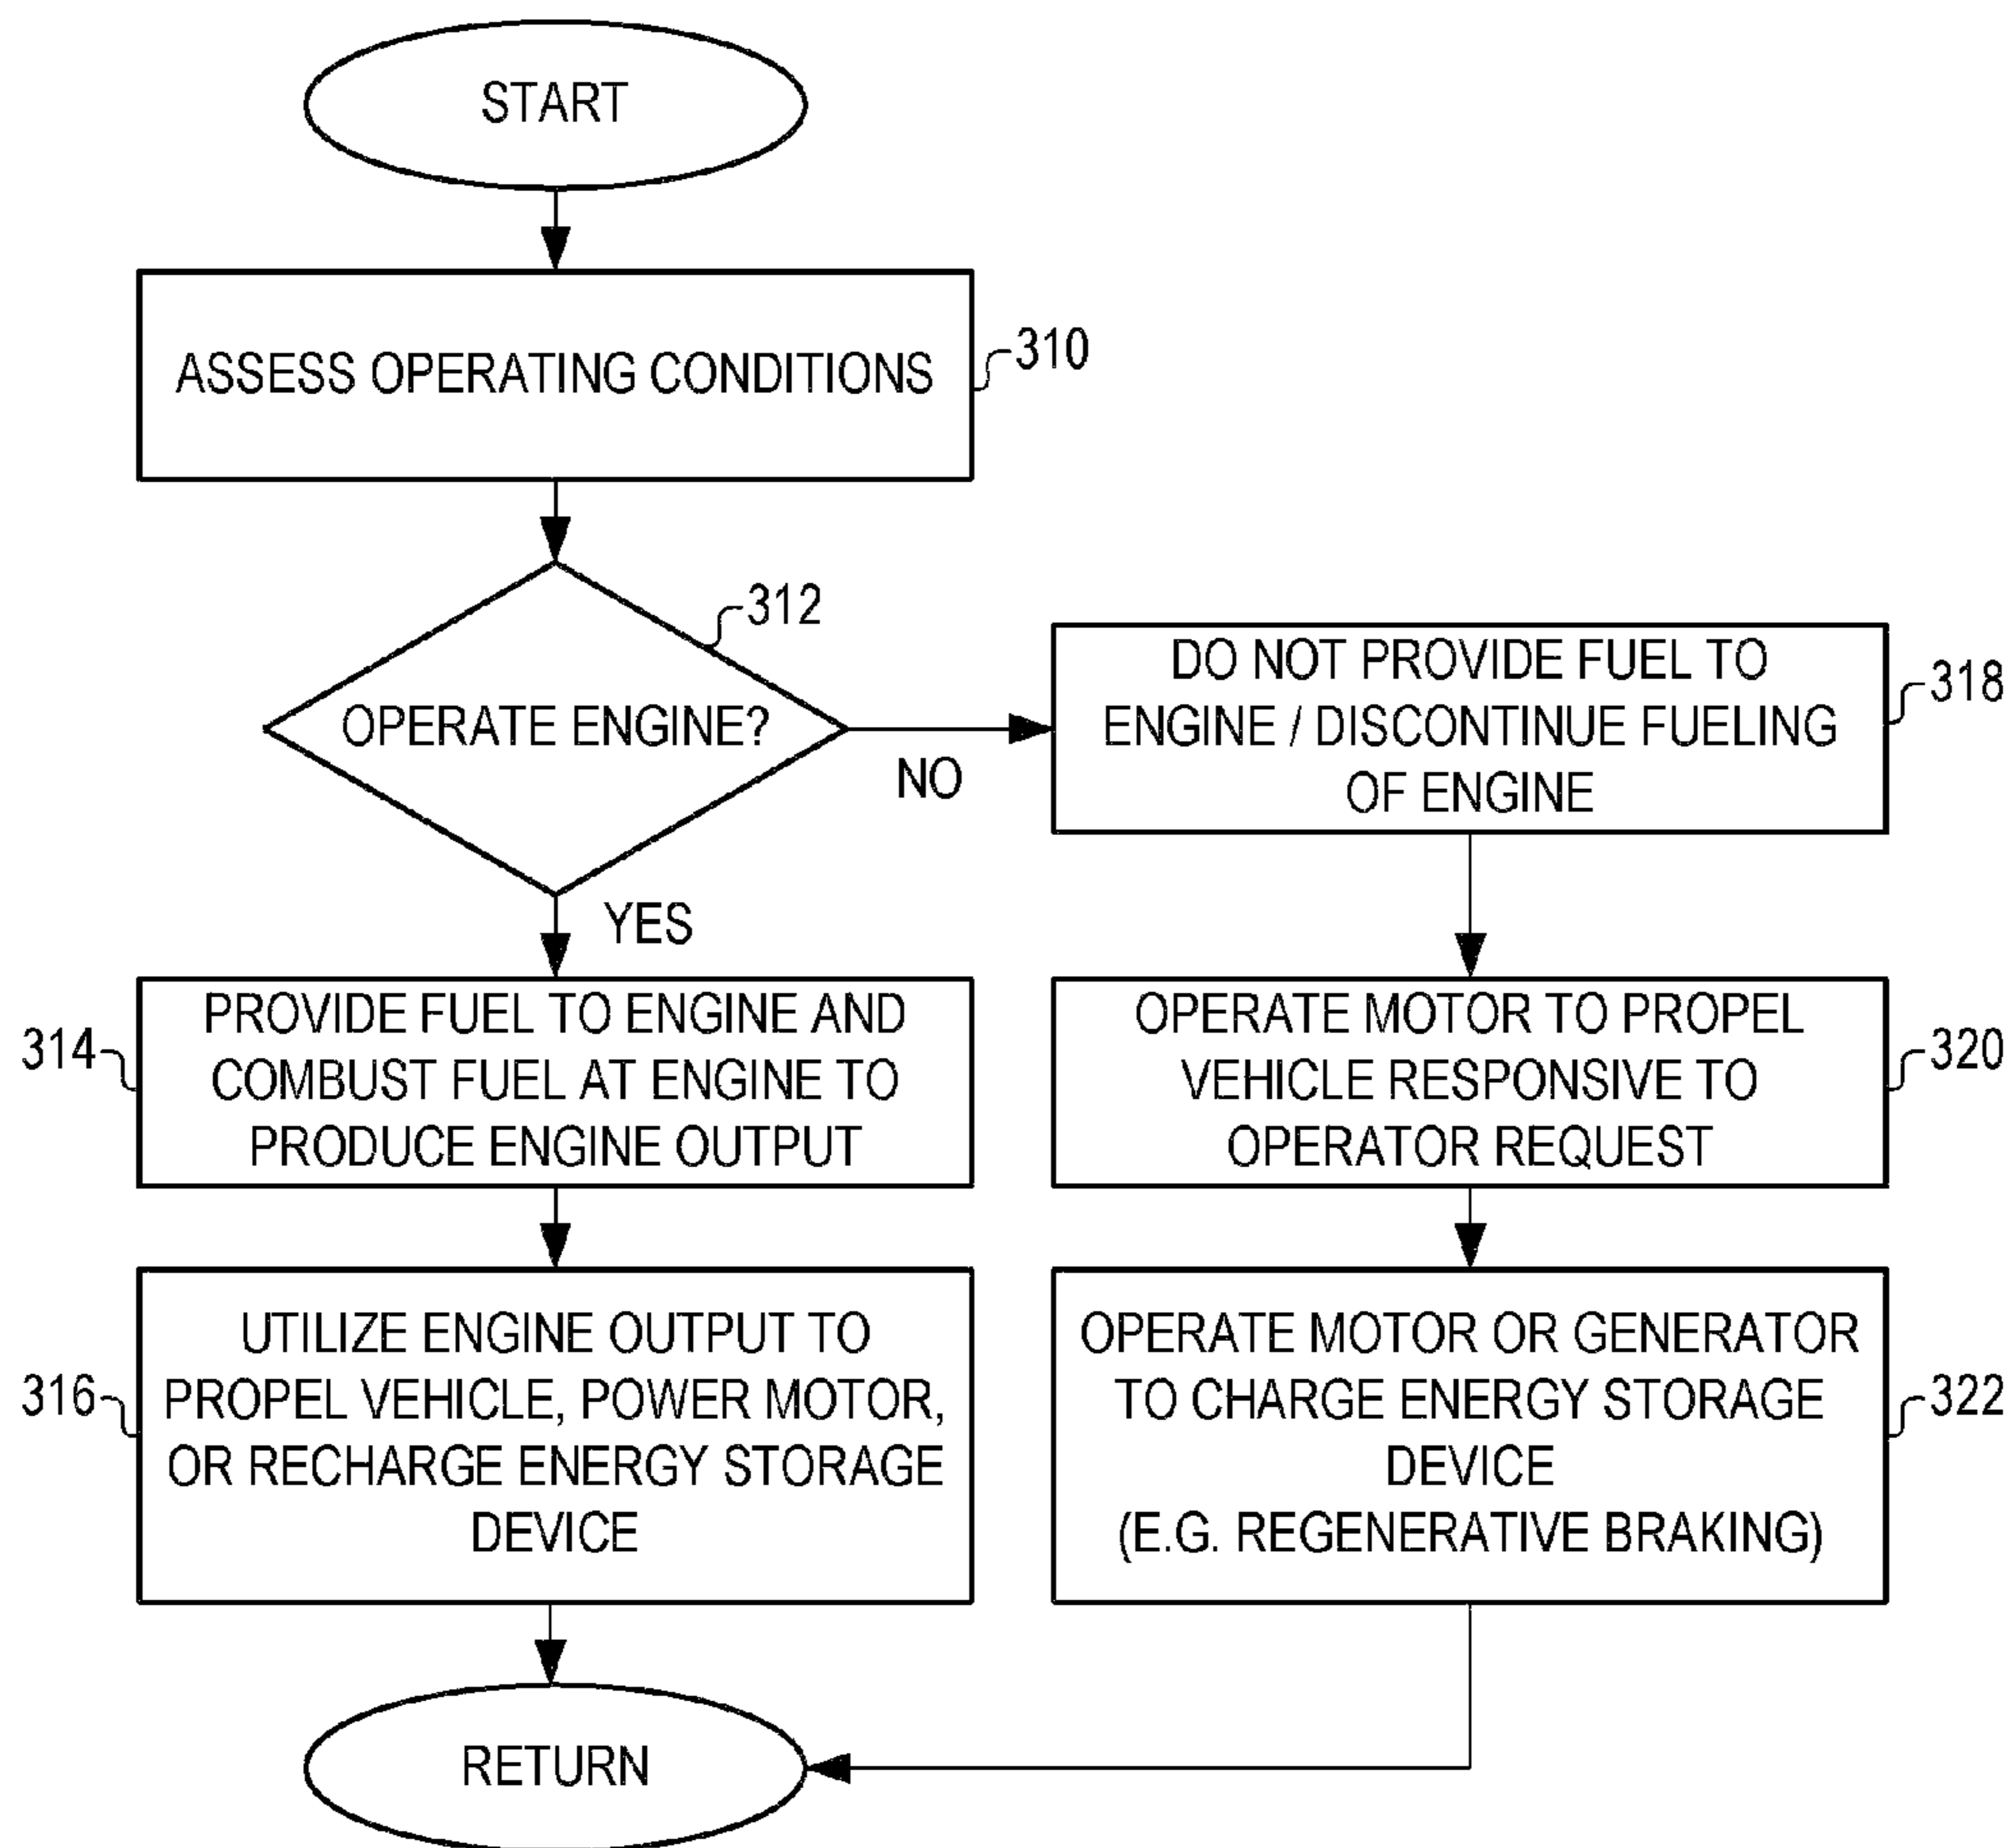 START
ASSESS OPERATING CONDITIONS
310
312
OPERATE ENGINE?
NO
YES
DO NOT PROVIDE FUEL TO
ENGINE / DISCONTINUE FUELING
OF ENGINE
318
314
PROVIDE FUEL TO ENGINE AND
COMBUST FUEL AT ENGINE TO
PRODUCE ENGINE OUTPUT
OPERATE MOTOR TO PROPEL
VEHICLE RESPONSIVE TO
OPERATOR REQUEST
320
316
UTILIZE ENGINE OUTPUT TO
PROPEL VEHICLE, POWER MOTOR,
OR RECHARGE ENERGY STORAGE
DEVICE
OPERATE MOTOR OR GENERATOR
TO CHARGE ENERGY STORAGE
DEVICE
(E.G. REGENERATIVE BRAKING)
322
RETURN